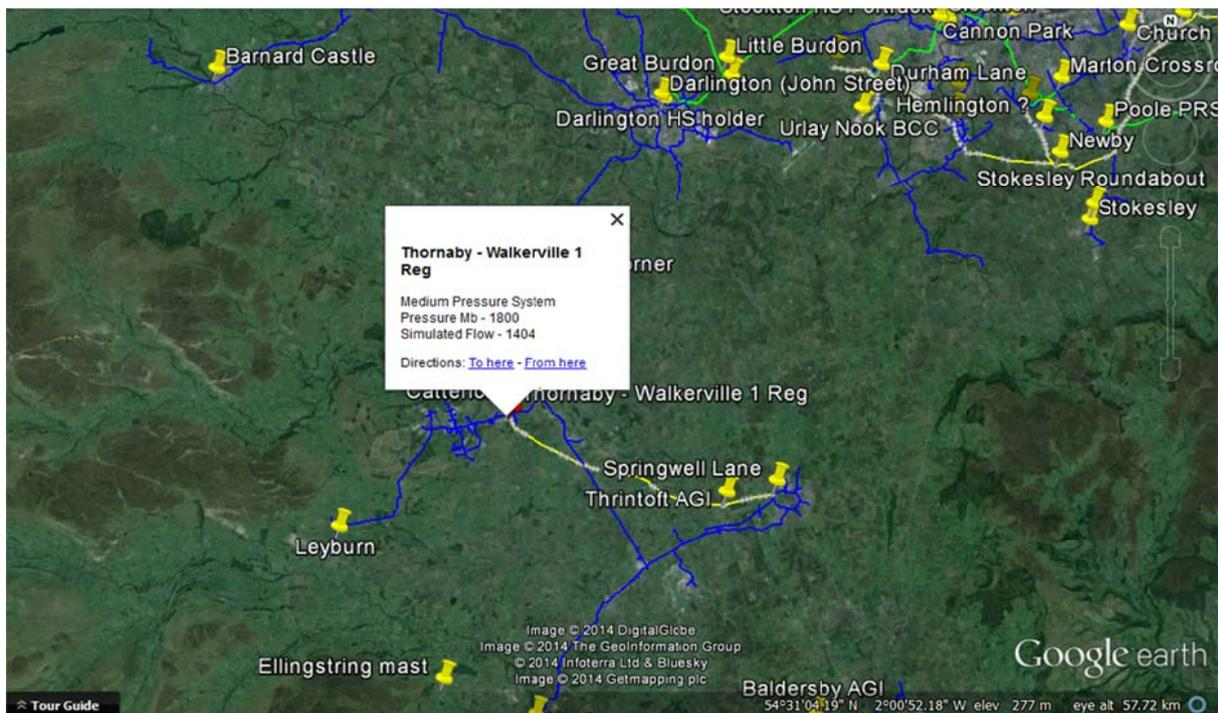 Barnard Castle
Little Burdon
Great Burdon
Darlington (John Street)
Darlington HS holder
Cannon Park
Church
N
Durham Lane
Marton Crossro
Hemlington ?
Poole PRS
Urlay Nook BCC
Newby
Stokesley Roundabout
Stokesley
Thornaby - Walkerville 1
Reg
Medium Pressure System
Pressure Mb - 1800
Simulated Flow - 1404
Directions: To here - From here
orner
Thornaby - Walkerville 1 Reg
Springwell Lane
Thrintoft AGI
Leyburn
Ellingstring mast
Image © 2014 DigitalGlobe
Image © 2014 The GeoInformation Group
© 2014 Infoterra Ltd & Bluesky
Image © 2014 Getmapping plc
Google earth
Baldersby AGI
Tour Guide
54°31'04.19" N 2°00'52.18" W elev 277 m eye alt 57.72 km